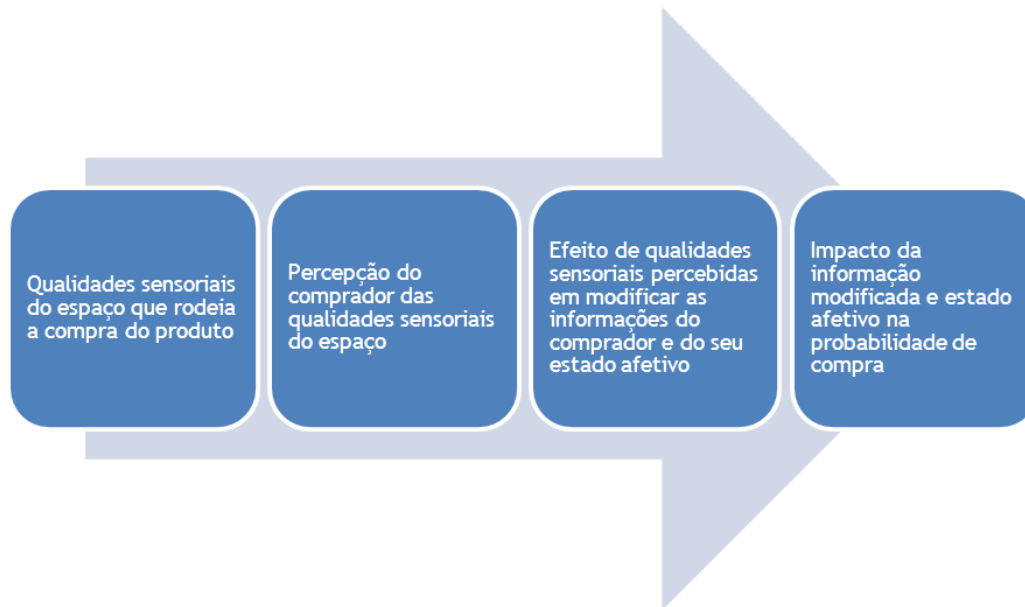 Qualidades sensoriais
do espaço que rodeia
a compra do produto
Percepção do
comprador das
qualidades sensoriais
do espaço
Efeito de qualidades
sensoriais percebidas
em modificar as
informações do
comprador e do seu
estado afetivo
Impacto da
informação
modificada e estado
afetivo na
probabilidade de
compra